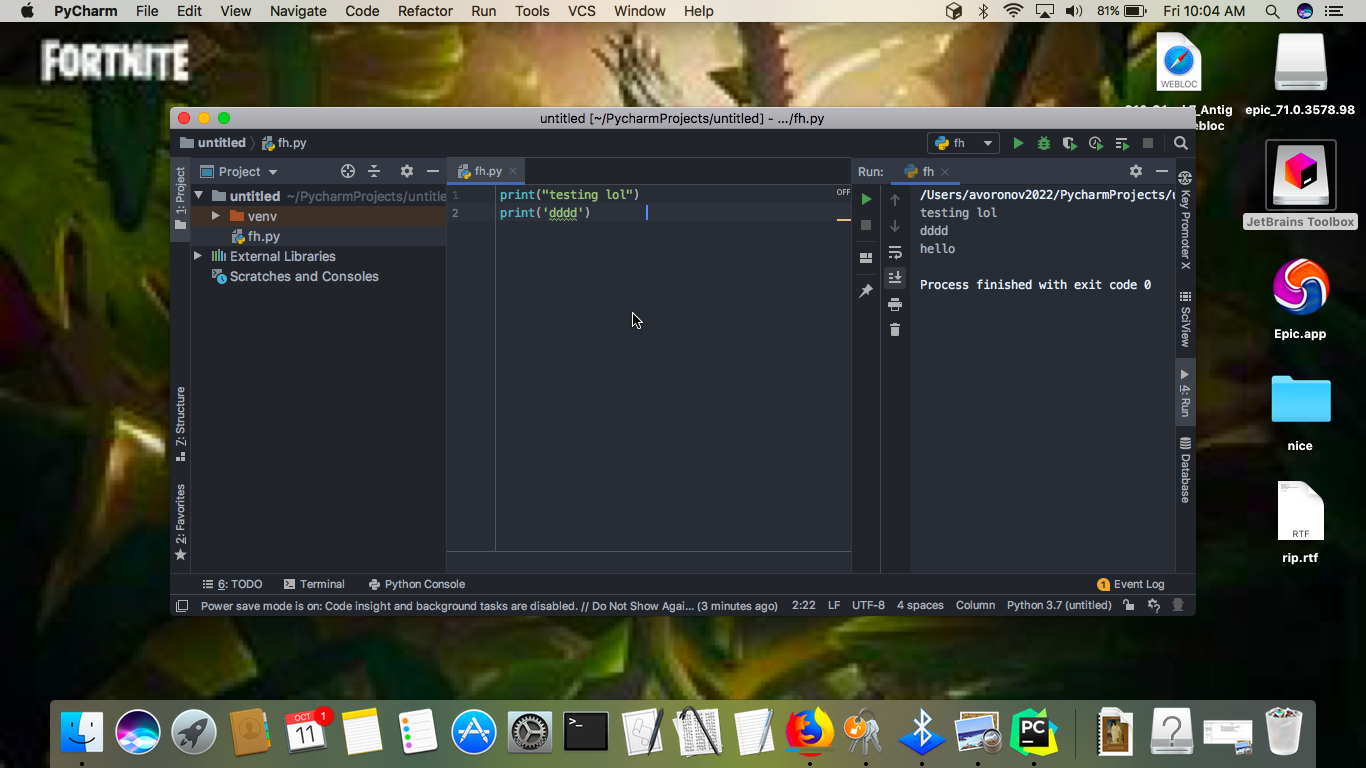 PyCharm File Edit View Navigate Code Refactor Run Tools VCS Window Help 81% Fri 10:04 AM
FORTNITE
WEBLOC
epic_71.0.3578.98
untitled [~/PycharmProjects/untitled] - .../fh.py
untitled fh.py
fh
1: Project
Project
fh.py
Run: fh
untitled ~/PycharmProjects/untitle
venv
fh.py
External Libraries
Scratches and Consoles
7: Structure
2: Favorites
1 print("testing lol")
2 print('dddd')
OFF
/Users/avoronov2022/PycharmProjects/
testing lol
dddd
hello
Process finished with exit code 0
Key Promoter X
SciView
4: Run
Database
6: TODO Terminal Python Console 1 Event Log
Power save mode is on: Code insight and background tasks are disabled. // Do Not Show Agai... (3 minutes ago) 2:22 LF UTF-8 4 spaces Column Python 3.7 (untitled)
JetBrains Toolbox
Epic.app
nice
RTF
rip.rtf
OCT 1
11
PC